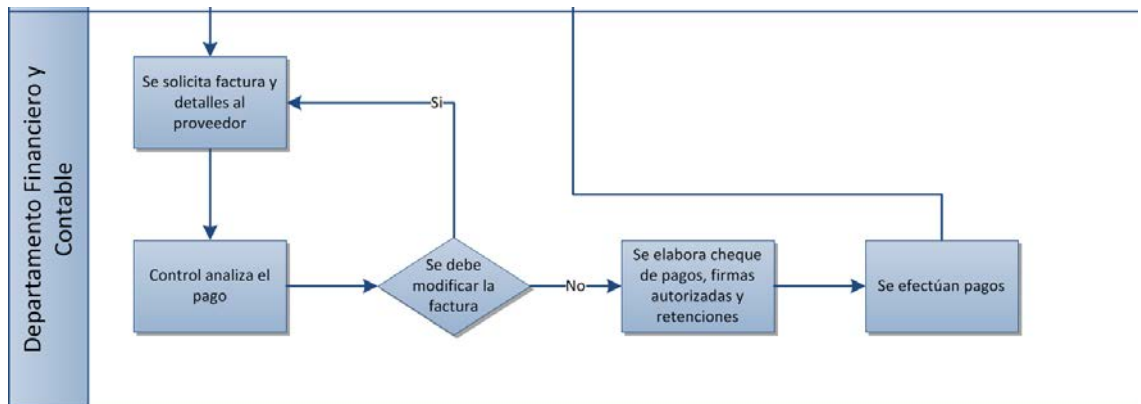 Departamento Financiero y
Contable
Se solicita factura y
detalles al
proveedor
Si
Control analiza el
pago
Se debe
modificar la
factura
No
Se elabora cheque
de pagos, firmas
autorizadas y
retenciones
Se efectúan pagos